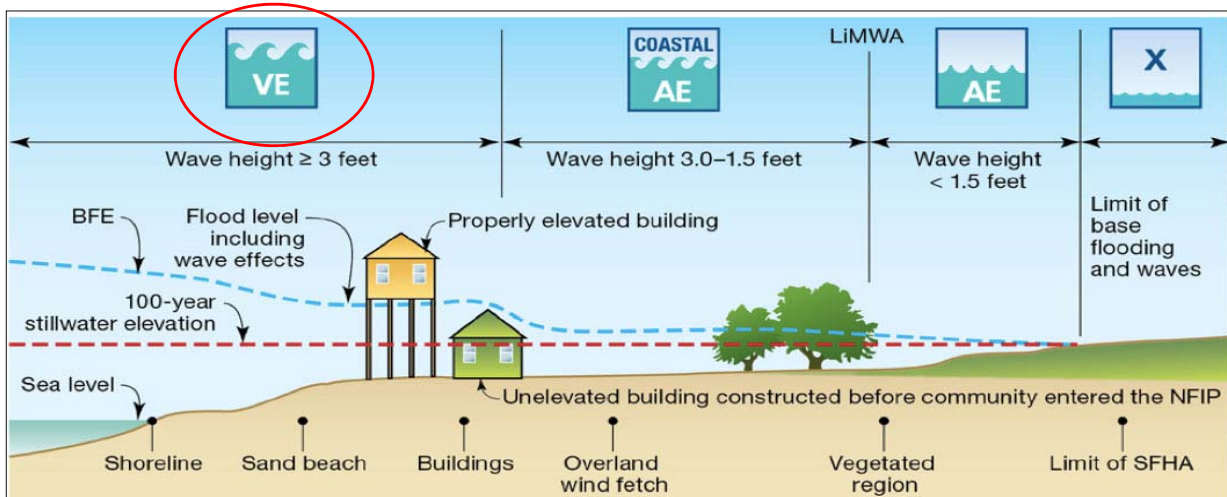 VE
COASTAL
AE
LiMWA
AE
X
Wave height ≥ 3 feet
Wave height 3.0–1.5 feet
Wave height
< 1.5 feet
BFE
Flood level
including
wave effects
Properly elevated building
Limit of
base
flooding
and waves
100-year
stillwater elevation
Sea level
Unelevated building constructed before community entered the NFIP
Shoreline
Sand beach
Buildings
Overland
wind fetch
Vegetated
region
Limit of SFHA